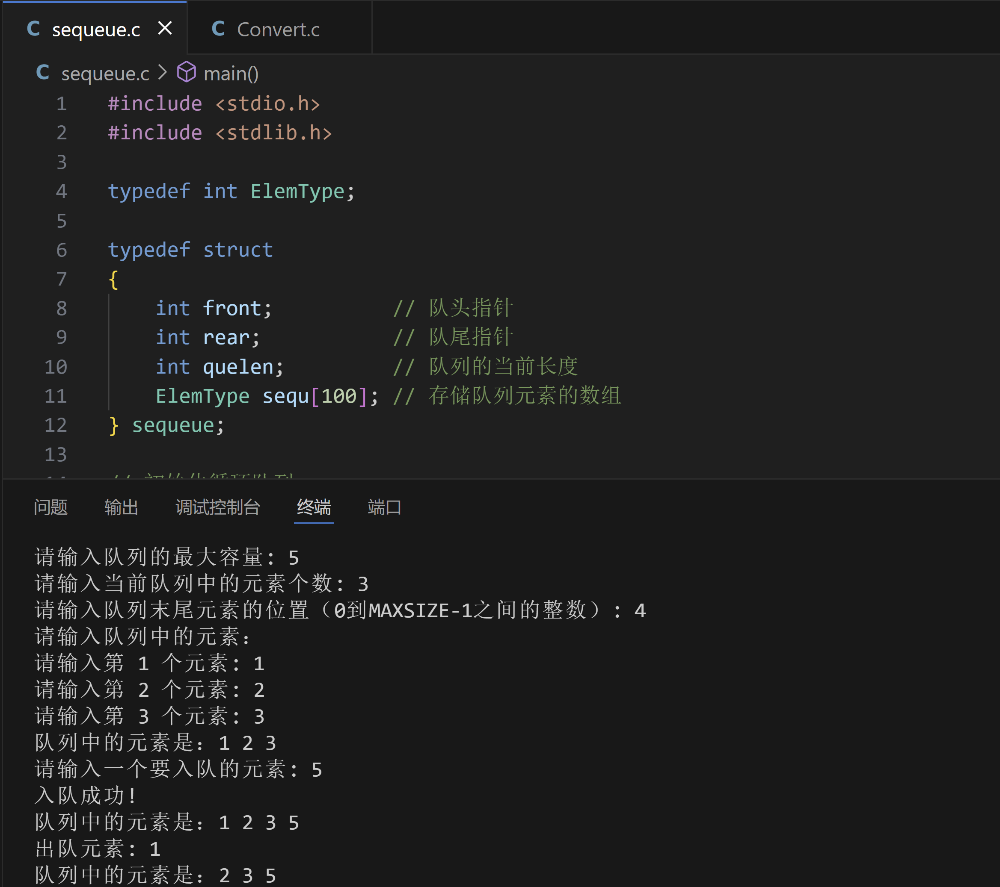 sequeue.c Convert.c
sequeue.c > main()
1 #include <stdio.h>
2 #include <stdlib.h>
3
4 typedef int ElemType;
5
6 typedef struct
7 {
8     int front;          // 队头指针
9     int rear;           // 队尾指针
10     int quelen;         // 队列的当前长度
11     ElemType sequ[100]; // 存储队列元素的数组
12 } sequeue;
13
14 // 初始化循环队列
问题 输出 调试控制台 终端 端口
请输入队列的最大容量: 5
请输入当前队列中的元素个数: 3
请输入队列末尾元素的位置（0到MAXSIZE-1之间的整数）: 4
请输入队列中的元素:
请输入第 1 个元素: 1
请输入第 2 个元素: 2
请输入第 3 个元素: 3
队列中的元素是: 1 2 3
请输入一个要入队的元素: 5
入队成功!
队列中的元素是: 1 2 3 5
出队元素: 1
队列中的元素是: 2 3 5